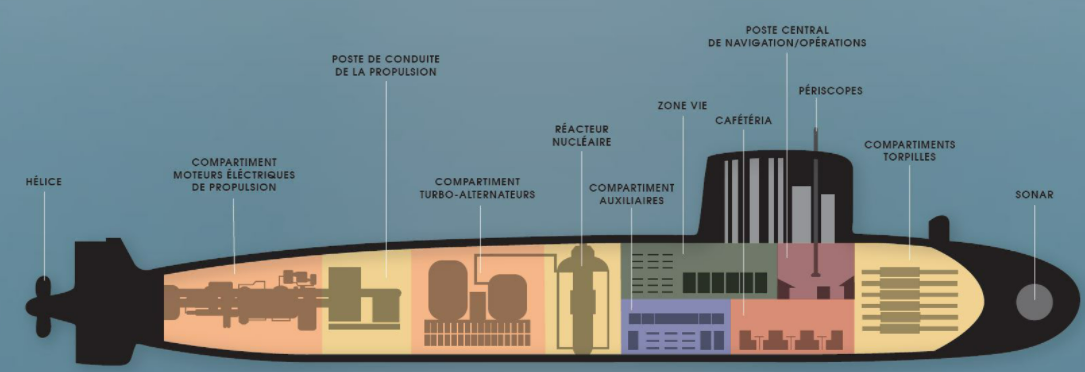 HÉLICE
COMPARTIMENT
MOTEURS ÉLECTRIQUES
DE PROPULSION
POSTE DE CONDUITE
DE LA PROPULSION
COMPARTIMENT
TURBO-ALTERNATEURS
RÉACTEUR
NUCLÉAIRE
COMPARTIMENT
AUXILIAIRES
ZONE VIE
CAFÉTÉRIA
POSTE CENTRAL
DE NAVIGATION/OPÉRATIONS
PÉRISCOPES
COMPARTIMENTS
TORPILLES
SONAR